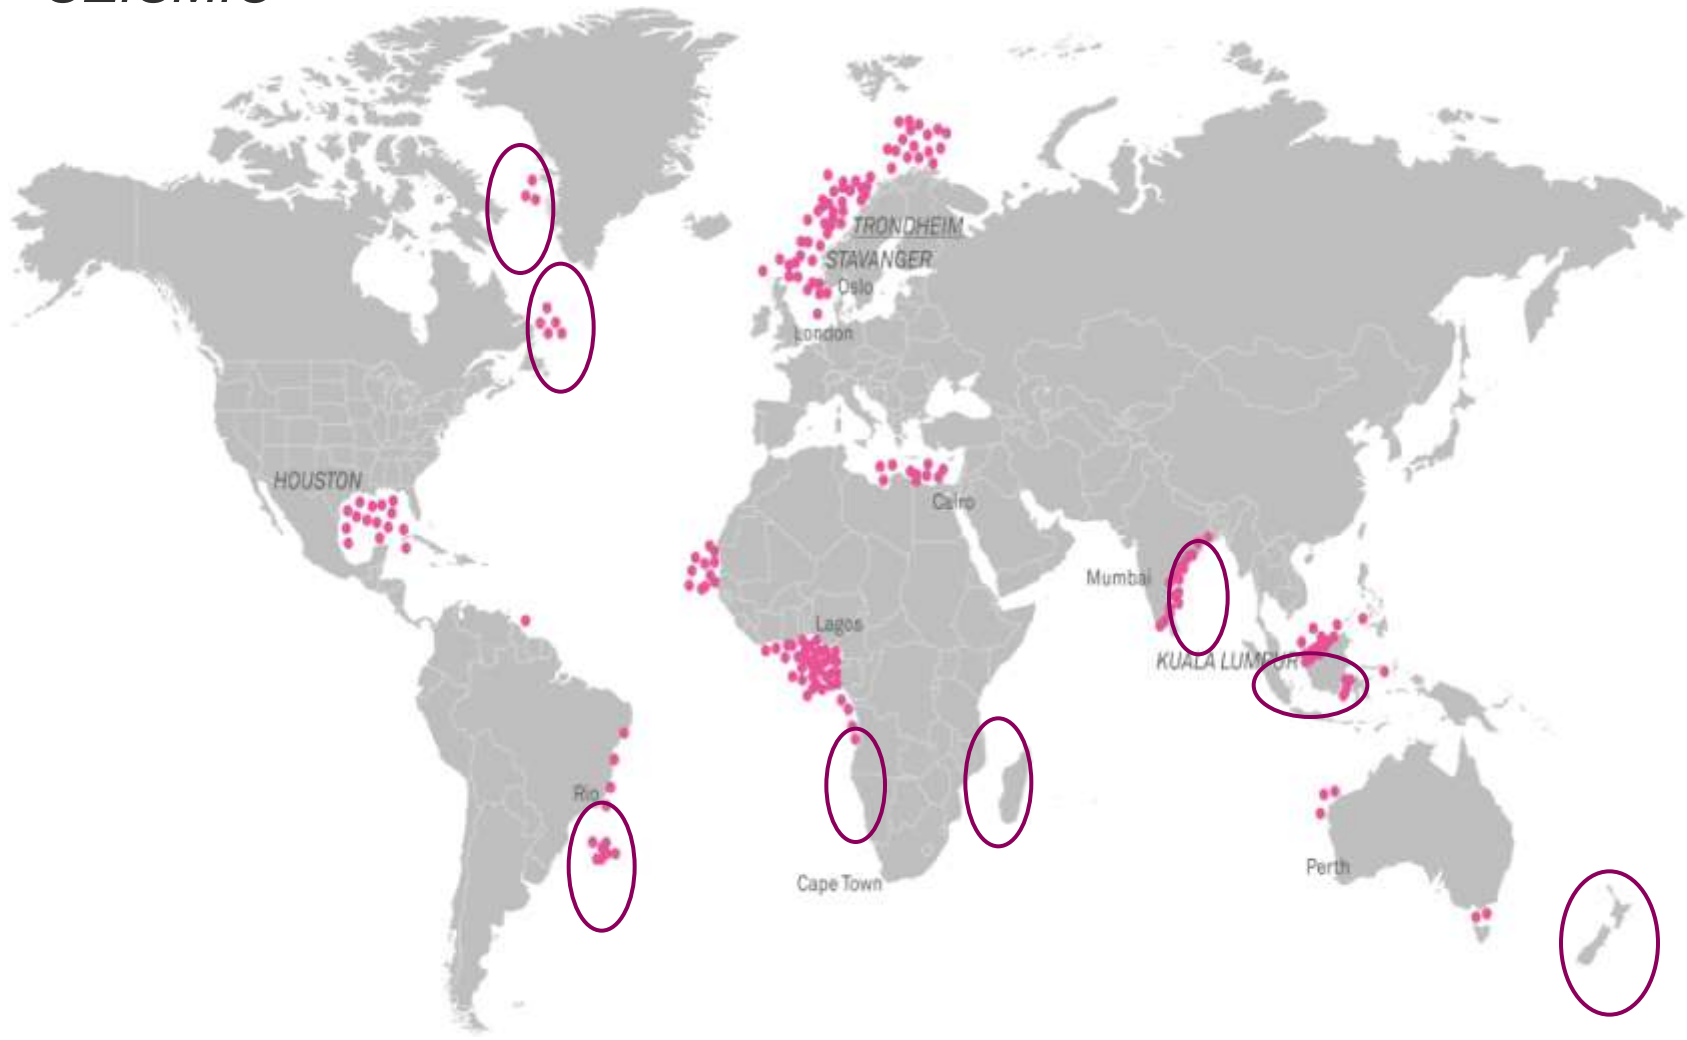 TRONDHEIM
STAVANGER
Oslo
London
HOUSTON
Cairo
Mumbai
Lagos
KUALA LUMPUR
Rio
Perth
Cape Town